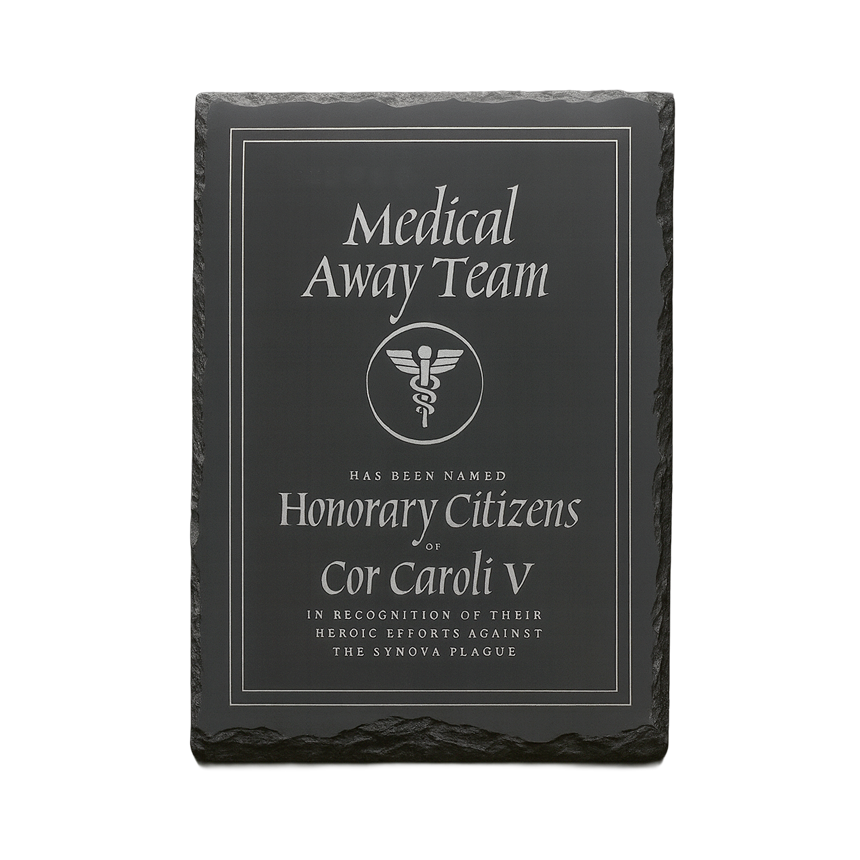 Medical
Away Team
HAS BEEN NAMED
Honorary Citizens
OF
Cor Caroli V
IN RECOGNITION OF THEIR
HEROIC EFFORTS AGAINST
THE SYNOVA PLAGUE